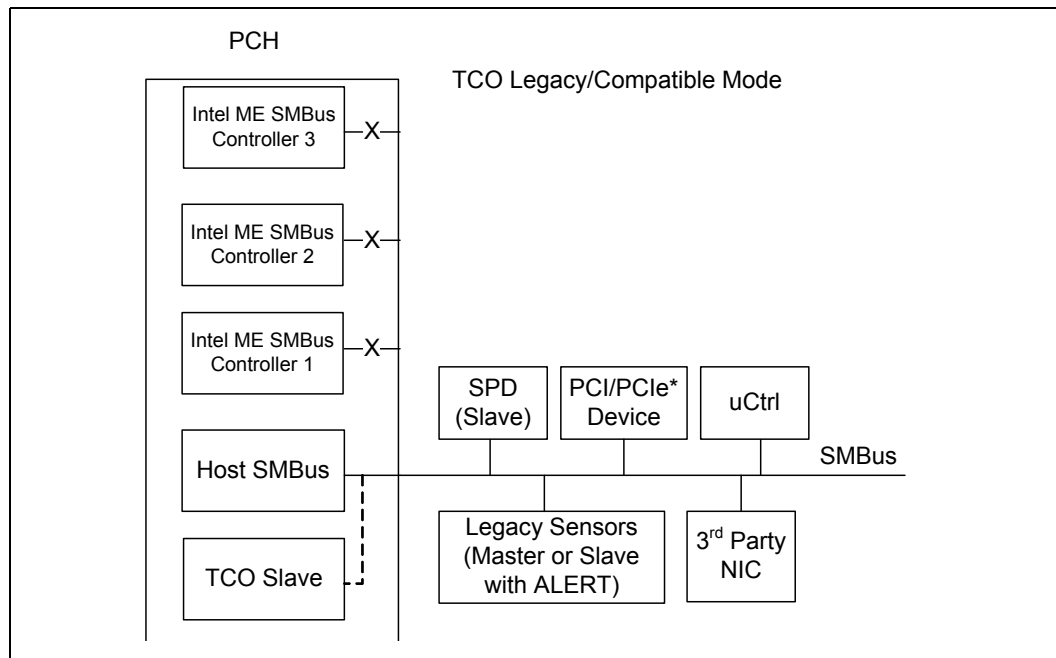 PCH
TCO Legacy/Compatible Mode
Intel ME SMBus
Controller 3
X
Intel ME SMBus
Controller 2
X
Intel ME SMBus
Controller 1
X
SPD
(Slave)
PCI/PCIe*
Device
uCtrl
Host SMBus
SMBus
Legacy Sensors
(Master or Slave
with ALERT)
3rd Party
NIC
TCO Slave